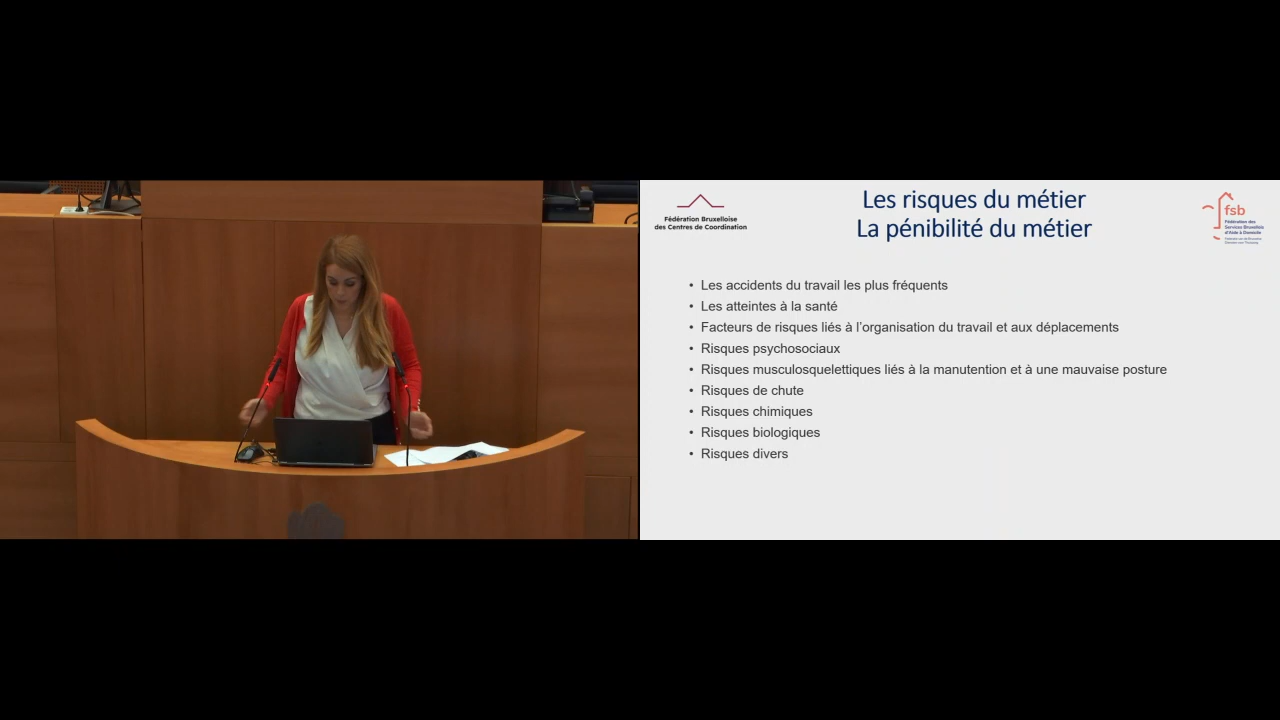 Fédération Bruxelloise
des Centres de Coordination
Les risques du métier
La pénibilité du métier
fsb
Fédération des
Services Bruxellois
d'Aide à Domicile
• Les accidents du travail les plus fréquents
• Les atteintes à la santé
• Facteurs de risques liés à l'organisation du travail et aux déplacements
• Risques psychosociaux
• Risques musculosquelettiques liés à la manutention et à une mauvaise posture
• Risques de chute
• Risques chimiques
• Risques biologiques
• Risques divers